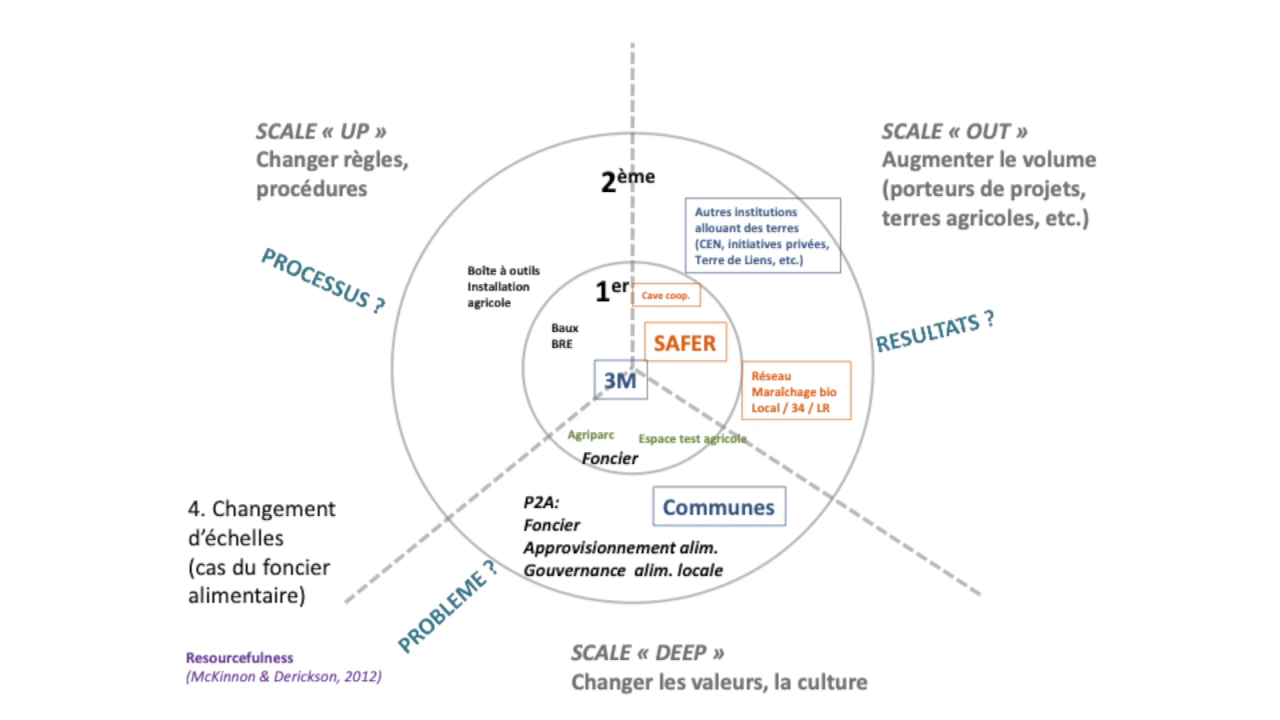 SCALE « UP »
Changer règles,
procédures
SCALE « OUT »
Augmenter le volume
(porteurs de projets,
terres agricoles, etc.)
2ème
Autres institutions
allouant des terres
(CEN, initiatives privées,
Terre de Liens, etc.)
PROCESSUS ?
Boîte à outils
Installation
agricole
1er
Cave coop.
Baux
BRE
SAFER
RESULTATS ?
3M
Réseau
Maraîchage bio
Local / 34 / LR
Agriparc
Espace test agricole
Foncier
P2A:
Foncier
Approvisionnement alim.
Gouvernance alim. locale
Communes
4. Changement
d’échelles
(cas du foncier
alimentaire)
PROBLEME ?
Resourcefulness
(McKinnon & Derickson, 2012)
SCALE « DEEP »
Changer les valeurs, la culture